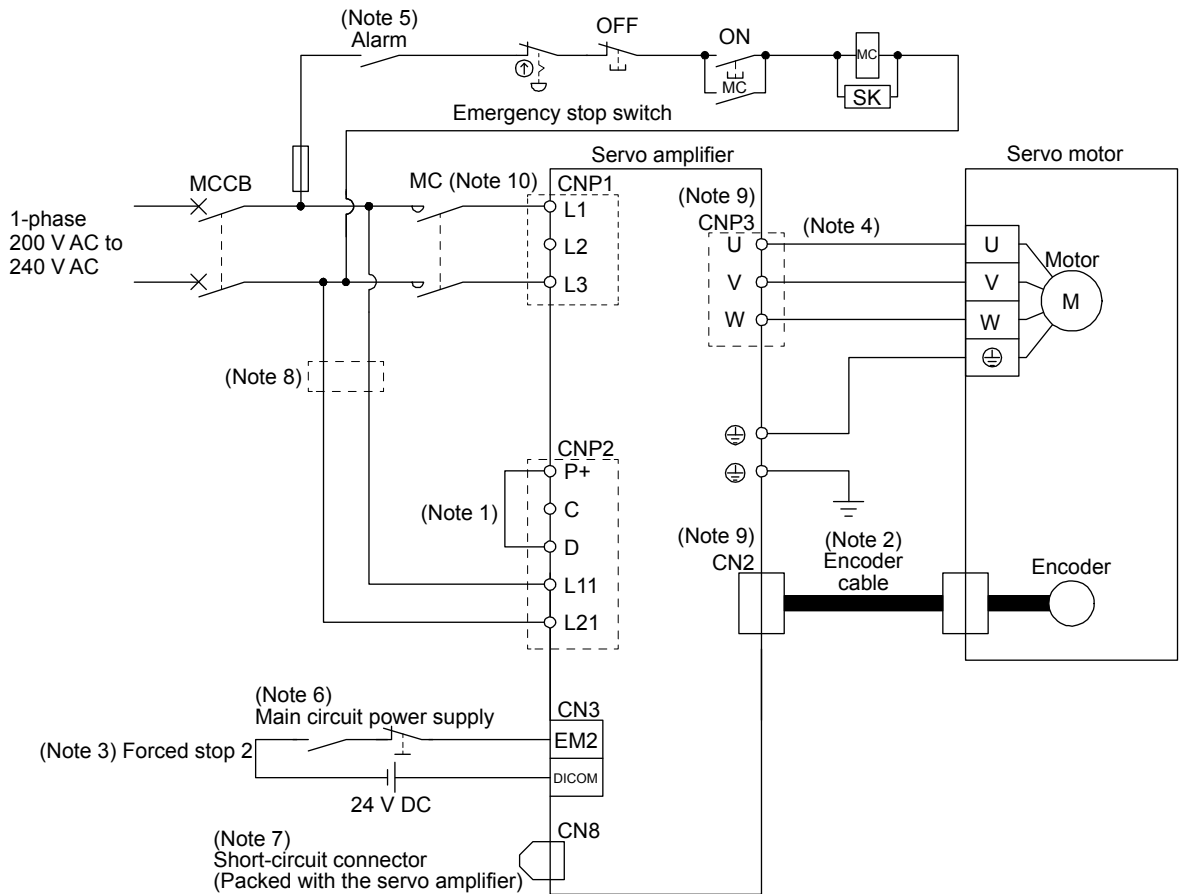 (Note 5)
Alarm
OFF
ON
MC
MC
SK
Emergency stop switch
Servo amplifier
Servo motor
MCCB
MC (Note 10)
CNP1
1-phase
200 V AC to
240 V AC
L1
L2
L3
(Note 9)
CNP3
(Note 4)
U
V
W
U
V
W
Motor
M
(Note 8)
CNP2
P+
C
D
L11
L21
(Note 1)
(Note 9)
CN2
(Note 2)
Encoder
cable
Encoder
(Note 6)
Main circuit power supply
(Note 3) Forced stop 2
CN3
EM2
DICOM
24 V DC
(Note 7)
Short-circuit connector
(Packed with the servo amplifier)
CN8